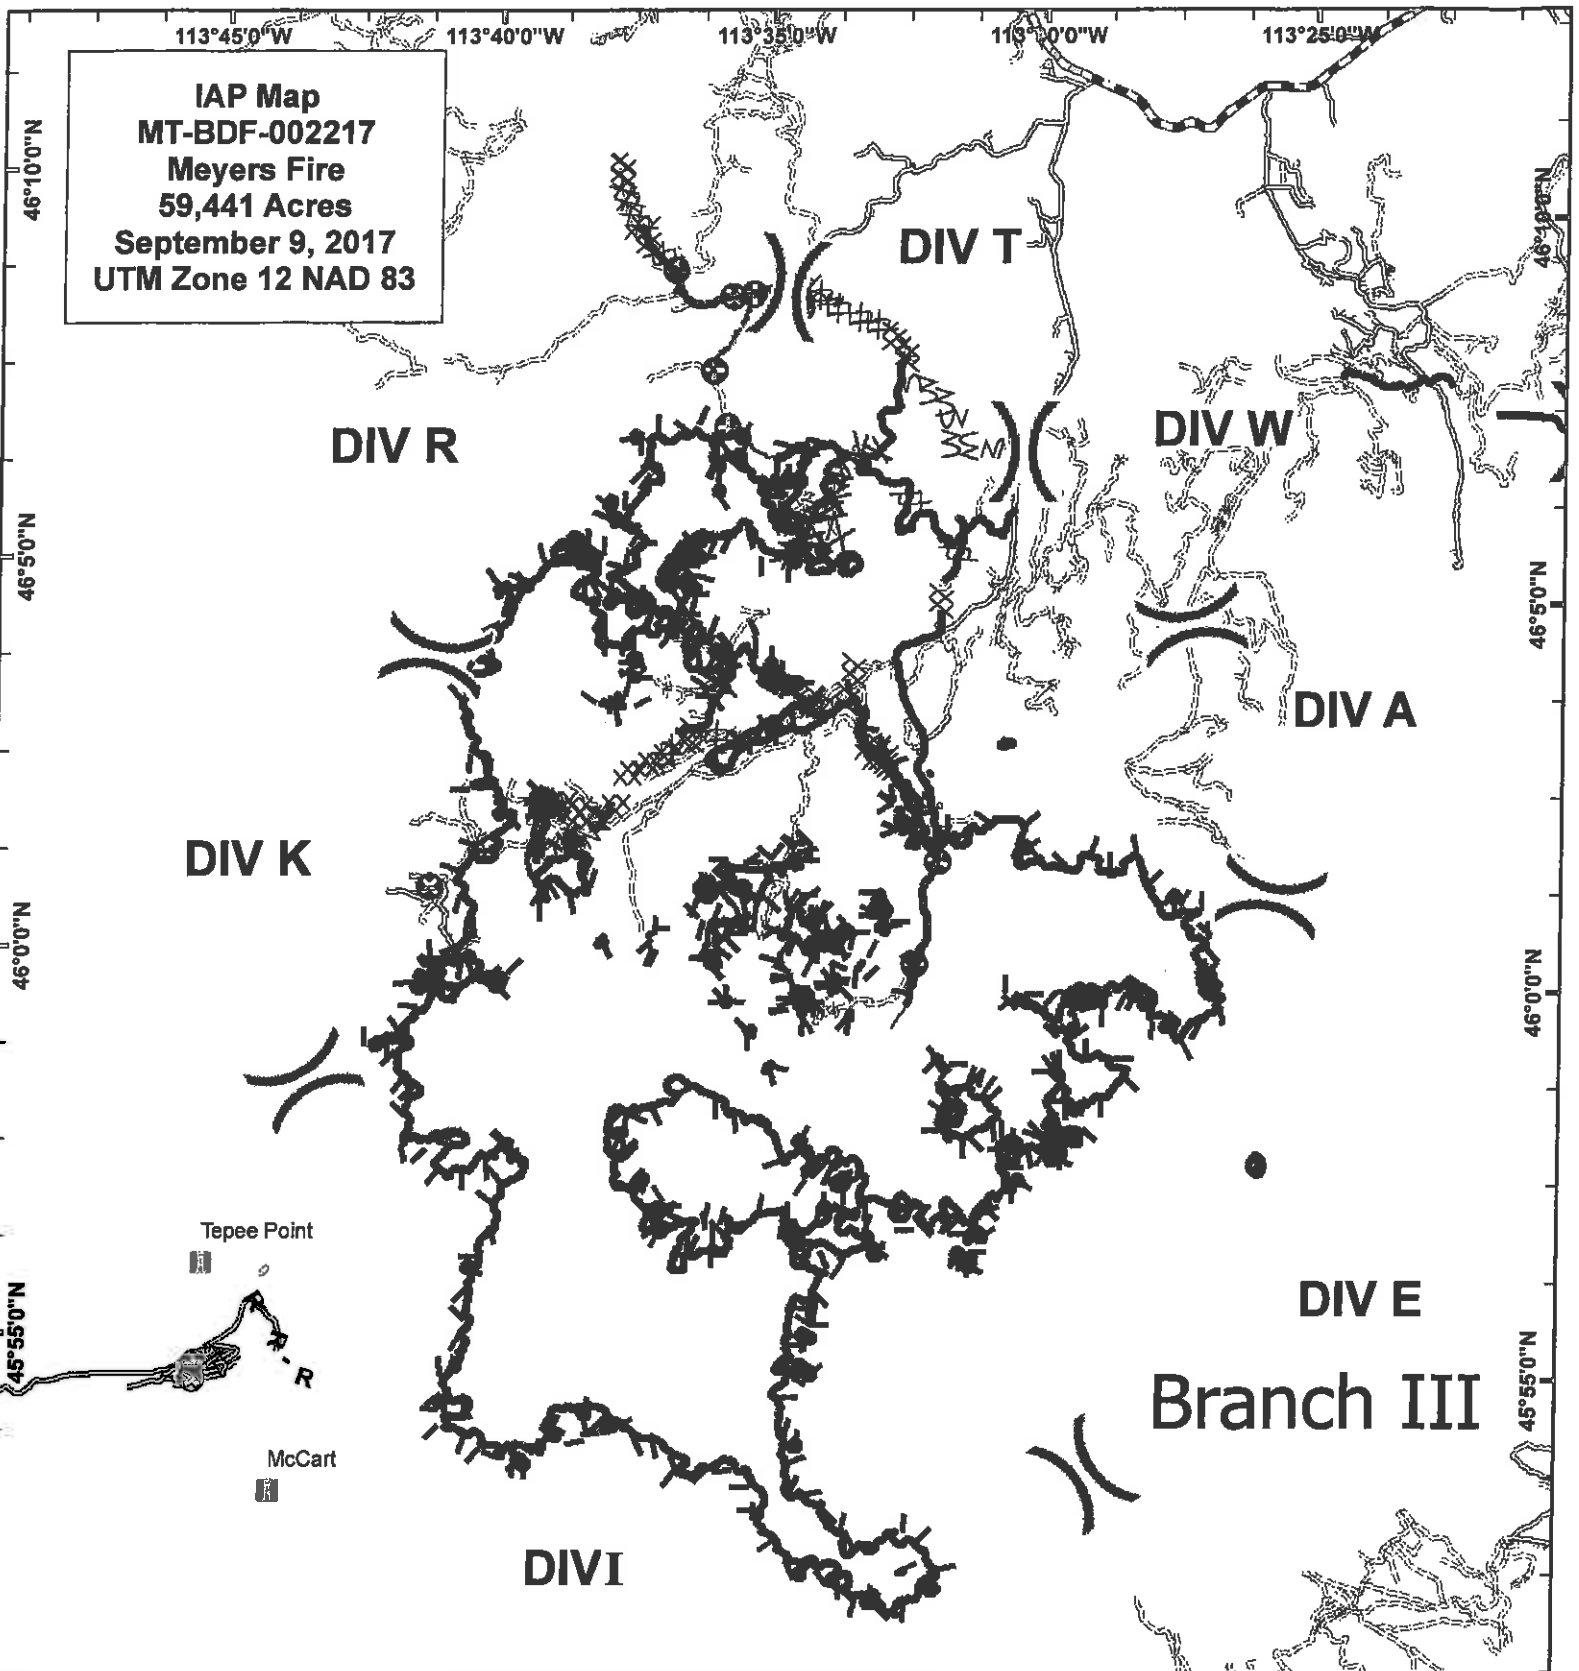 113°45'0"W 113°40'0"W 113°35'0"W 113°25'0"W
IAP Map
MT-BDF-002217
Meyers Fire
59,441 Acres
September 9, 2017
UTM Zone 12 NAD 83
46°10'0"N
46°10'0"N
DIV T
DIV R
DIV W
46°5'0"N
46°5'0"N
DIV A
DIV K
46°0'0"N
46°0'0"N
Tepee Point
45°55'0"N
DIV E
R
45°55'0"N
Branch III
McCart
DIVI